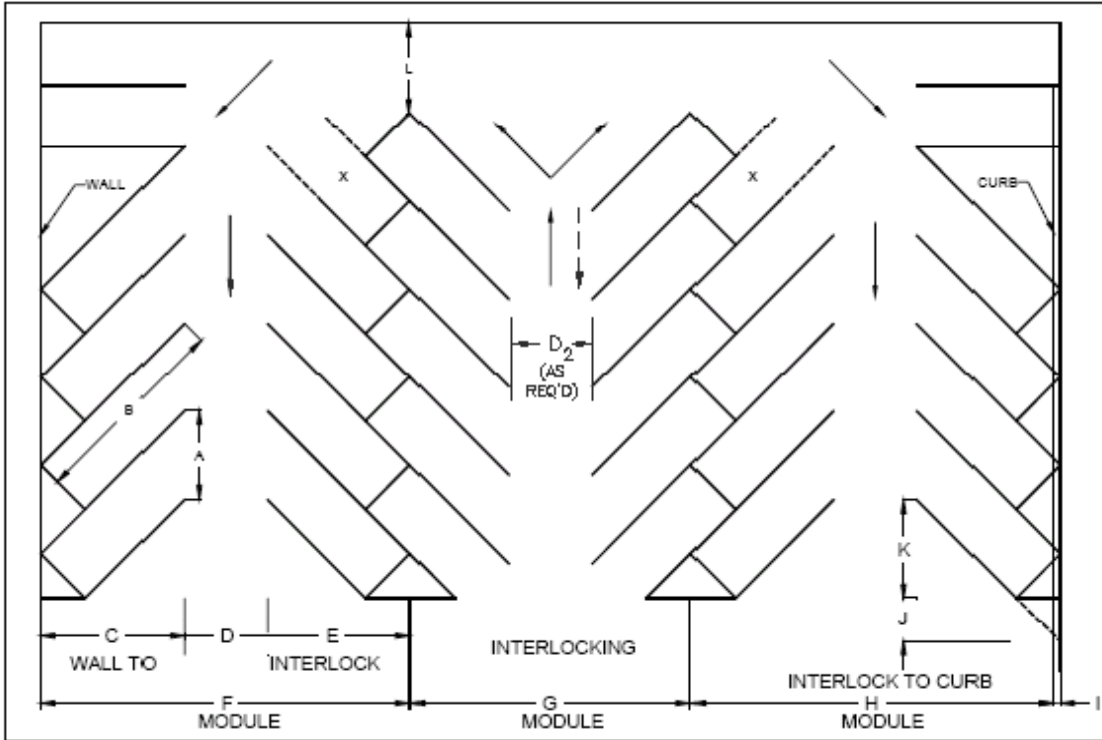 L
X
X
WALL
CURB
D2
(AS
REQ'D)
B
A
K
J
C D E
WALL TO INTERLOCK
INTERLOCKING
INTERLOCK TO CURB
F G H I
MODULE MODULE MODULE